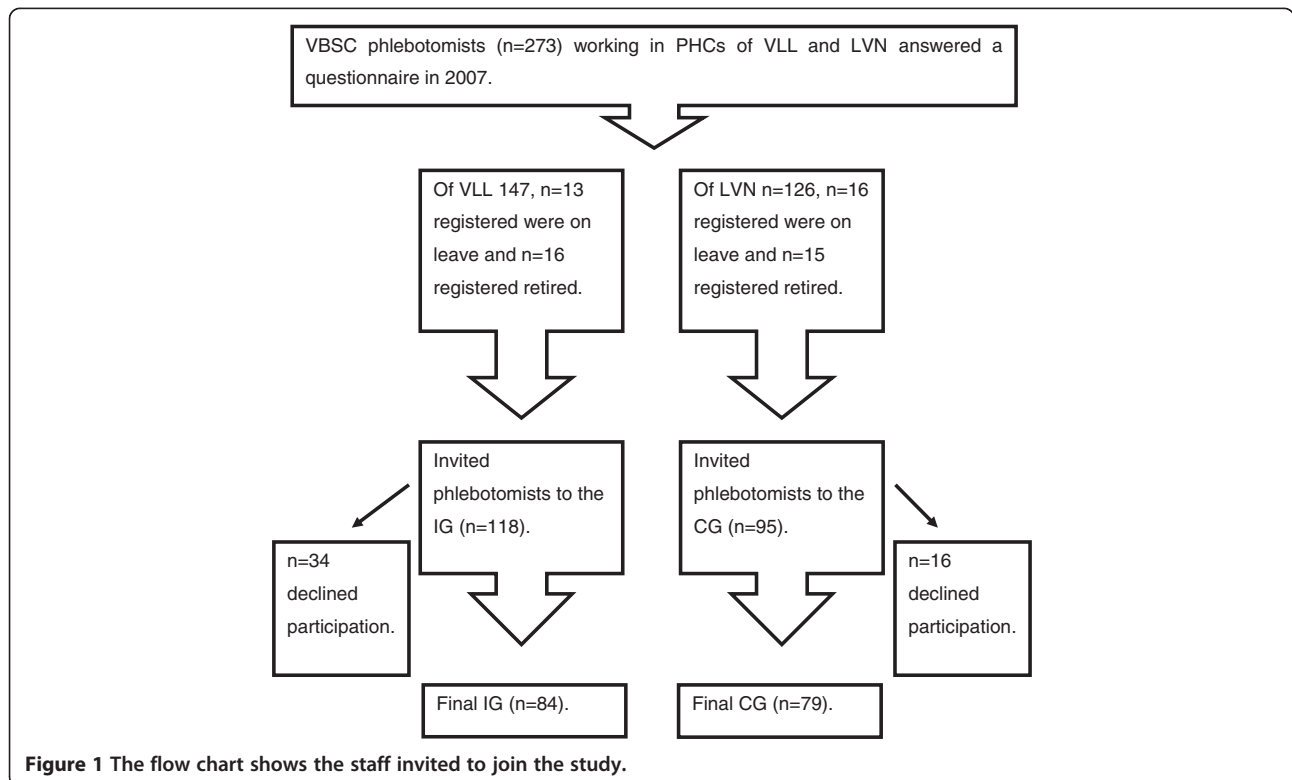 VBSC phlebotomists (n=273) working in PHCs of VLL and LVN answered a
questionnaire in 2007.
Of VLL 147, n=13
registered were on
leave and n=16
registered retired.
Of LVN n=126, n=16
registered were on
leave and n=15
registered retired.
Invited
phlebotomists to the
IG (n=118).
Invited
phlebotomists to the
CG (n=95).
n=34
declined
participation.
n=16
declined
participation.
Final IG (n=84).
Final CG (n=79).
Figure 1 The flow chart shows the staff invited to join the study.